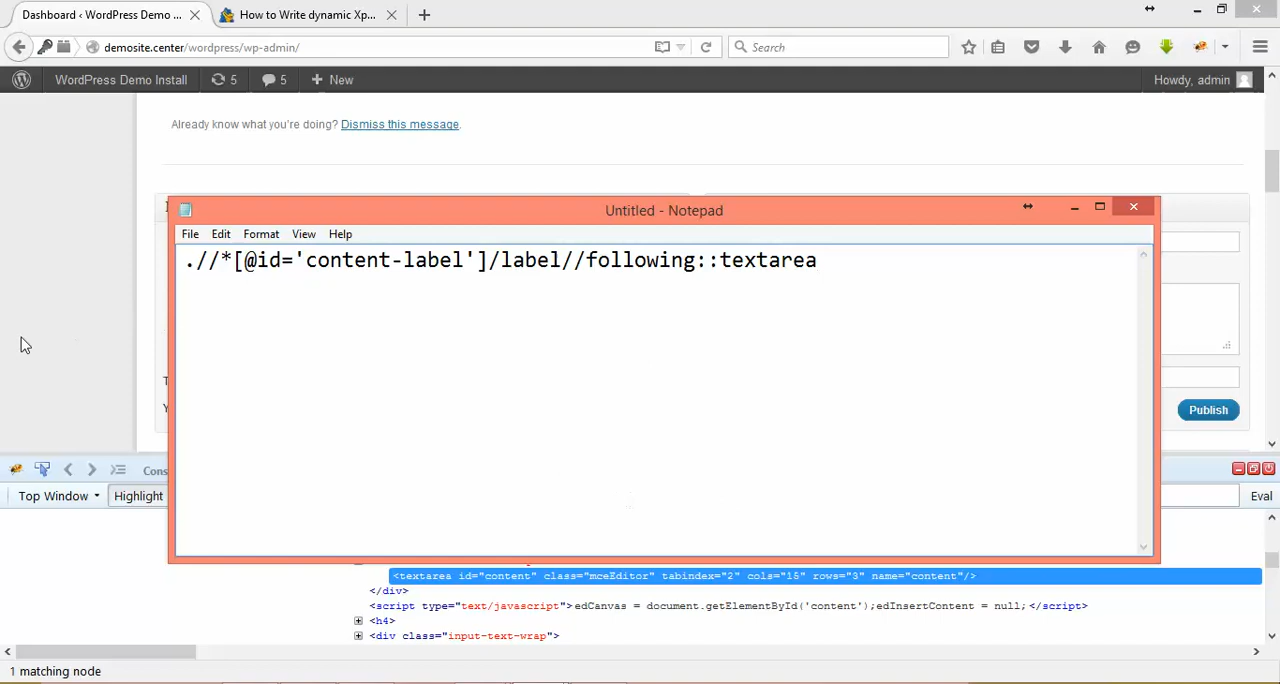 Dashboard ‹ WordPress Demo ...
How to Write dynamic Xp...
demosite.center/wordpress/wp-admin/
Search
WordPress Demo Install
5
5
New
Howdy, admin
Already know what you're doing? Dismiss this message.
Untitled - Notepad
File Edit Format View Help
.//*[@id='content-label']/label//following::textarea
Publish
Cons
Top Window
Highlight
Eval
<textarea id="content" class="mceEditor" tabindex="2" cols="15" rows="3" name="content"/>
</div>
<script type="text/javascript">edCanvas = document.getElementById('content');edInsertContent = null;</script>
<h4>
<div class="input-text-wrap">
1 matching node